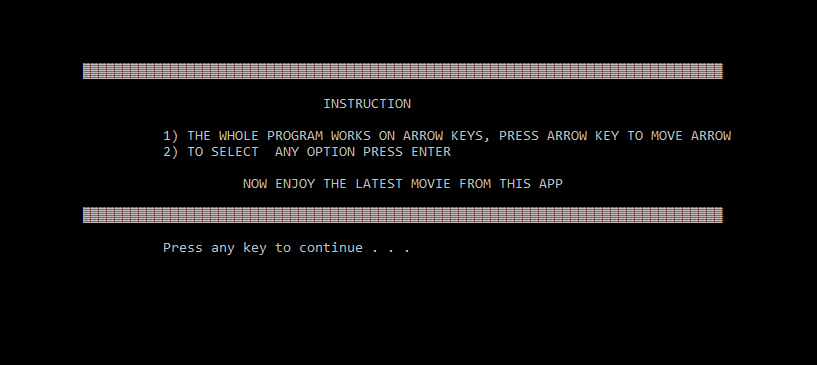 INSTRUCTION
1) THE WHOLE PROGRAM WORKS ON ARROW KEYS, PRESS ARROW KEY TO MOVE ARROW
2) TO SELECT  ANY OPTION PRESS ENTER
NOW ENJOY THE LATEST MOVIE FROM THIS APP
Press any key to continue . . .